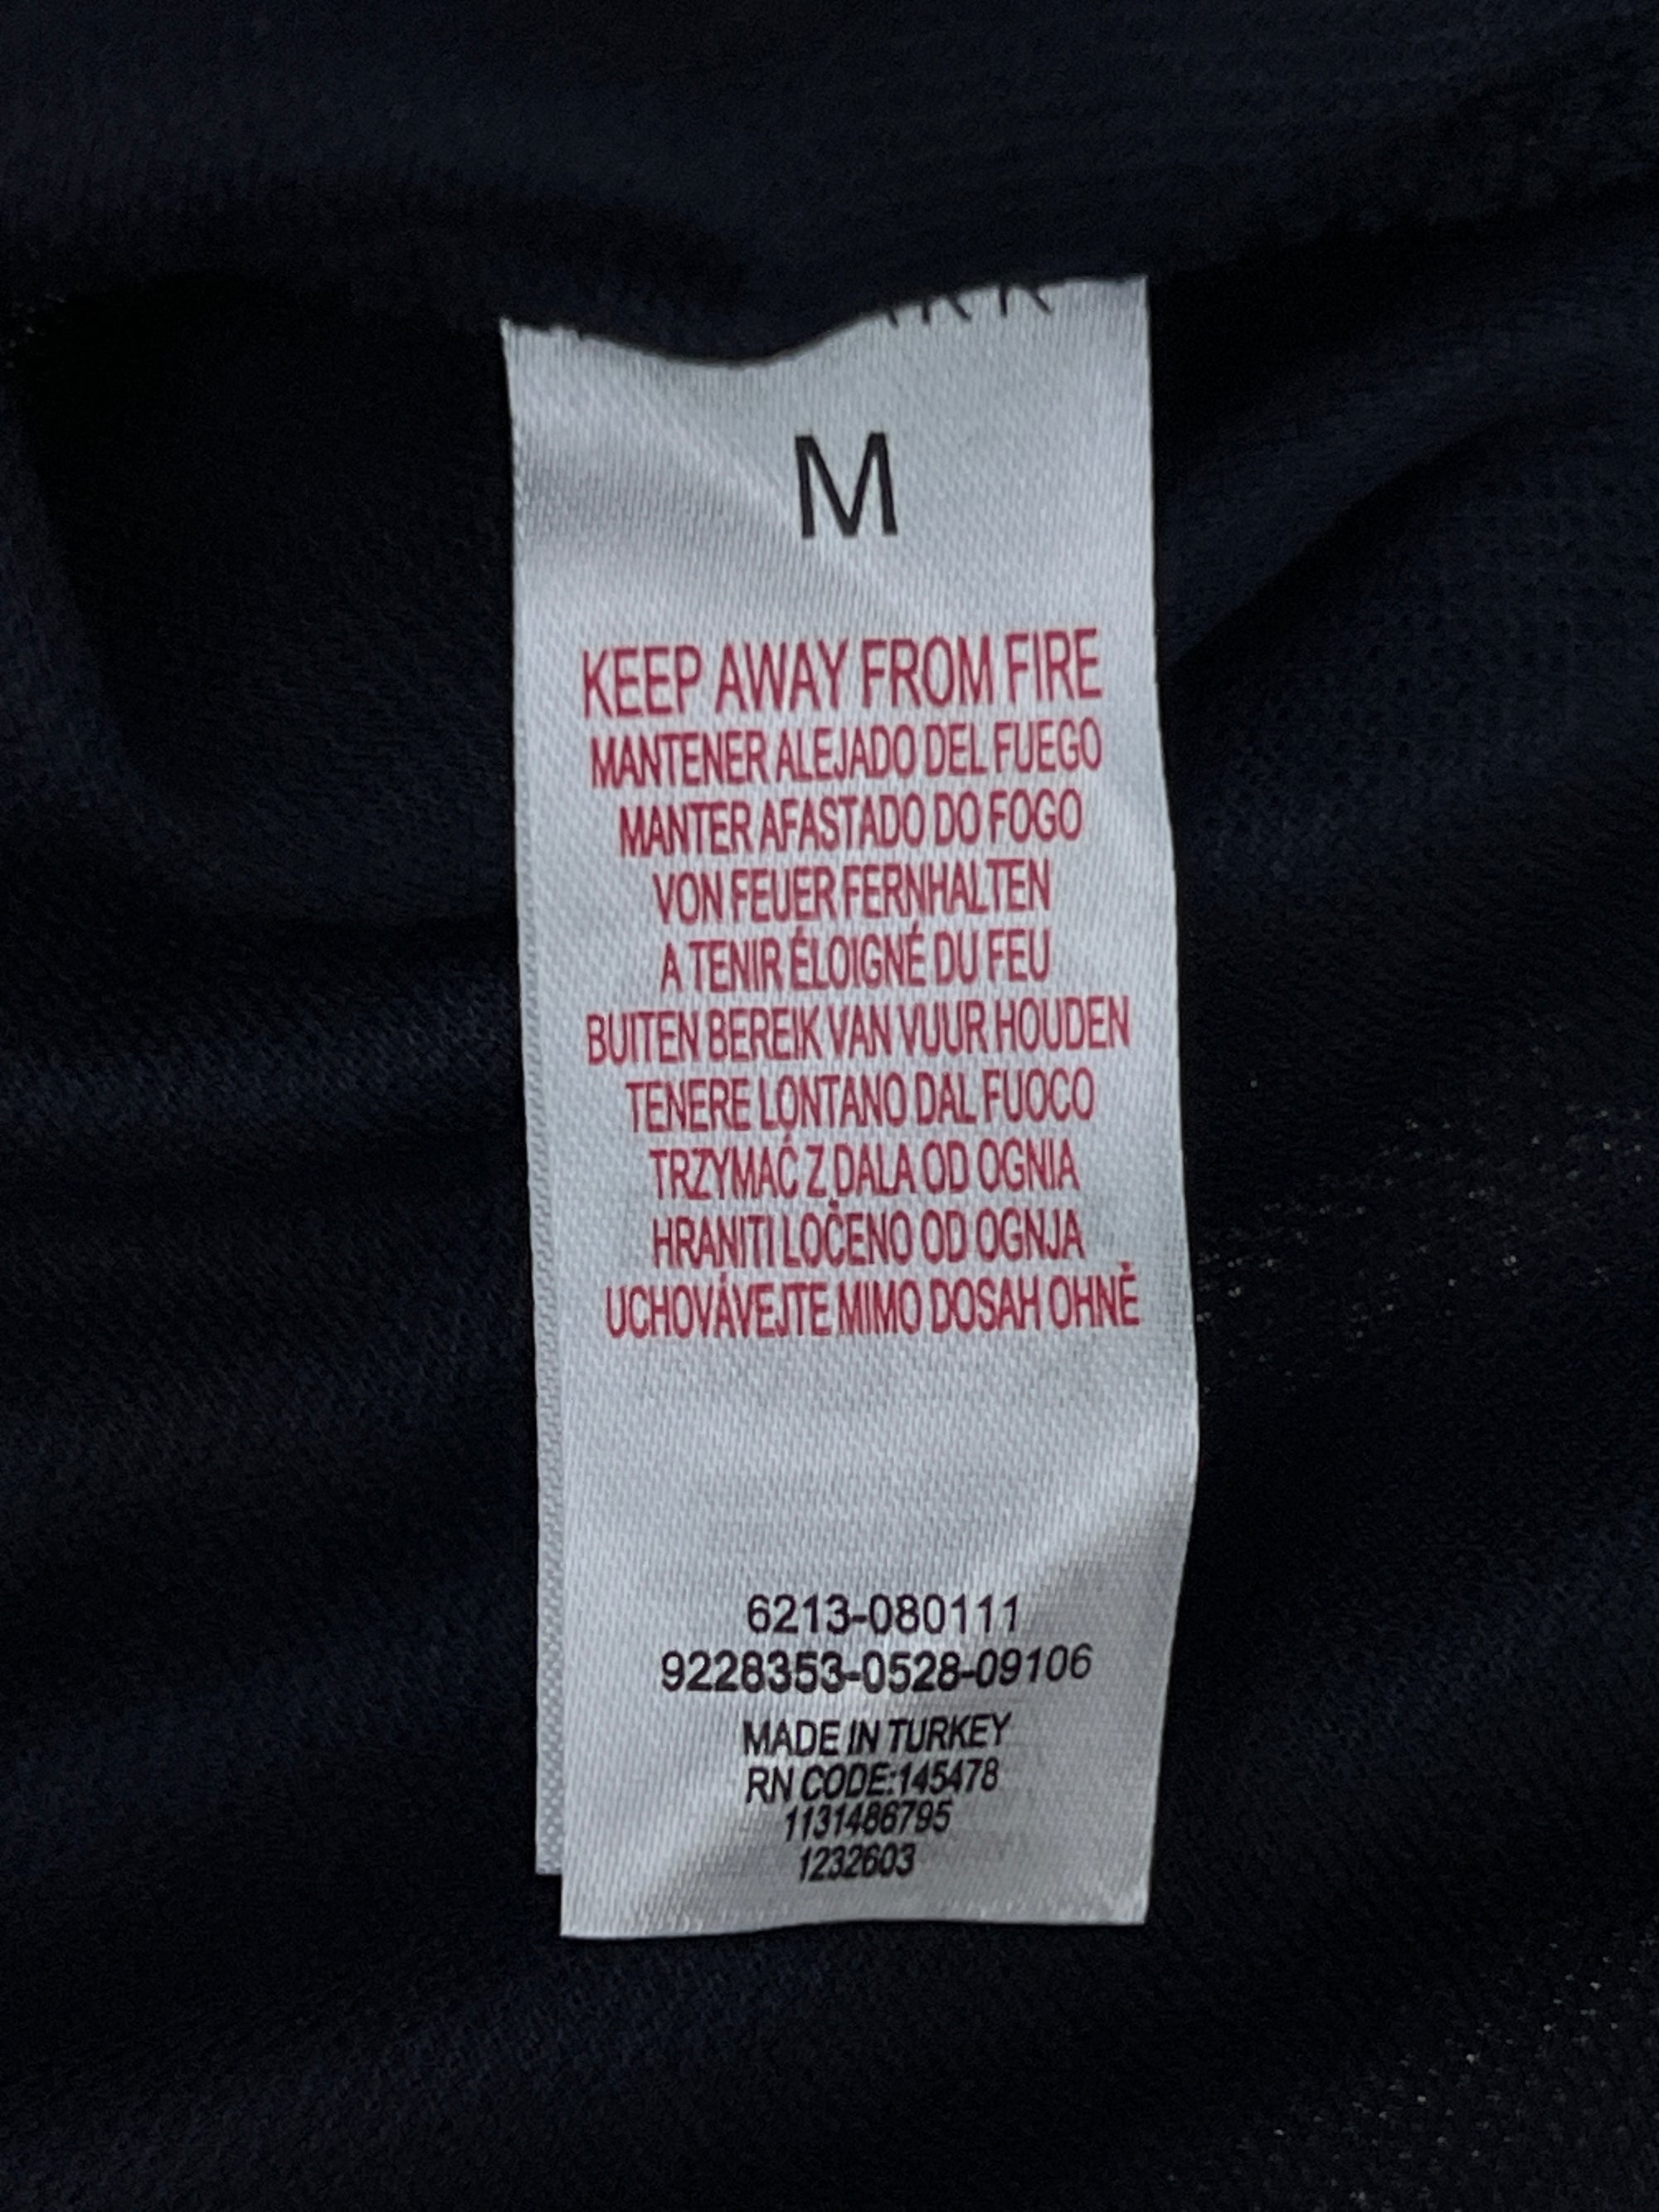 M
KEEP AWAY FROM FIRE
MANTENER ALEJADO DEL FUEGO
MANTER AFASTADO DO FOGO
VON FEUER FERNHALTEN
A TENIR ÉLOIGNÉ DU FEU
BUITEN BEREIK VAN VUUR HOUDEN
TENERE LONTANO DAL FUOCO
TRZYMAĆ Z DALA OD OGNIA
HRANITI LOČENO OD OGNJA
UCHOVÁVEJTE MIMO DOSAH OHNĚ
6213-080111
9228353-0528-09106
MADE IN TURKEY
RN CODE:145478
1131486795
1232603